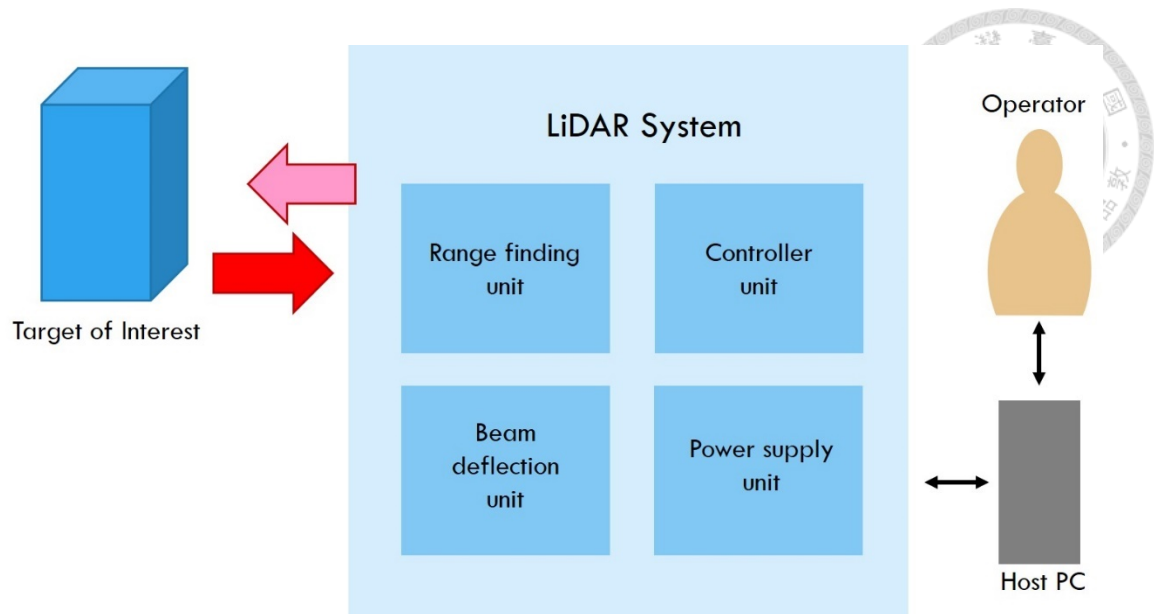 LiDAR System
Operator
Range finding
unit
Controller
unit
Target of Interest
Beam
deflection
unit
Power supply
unit
Host PC